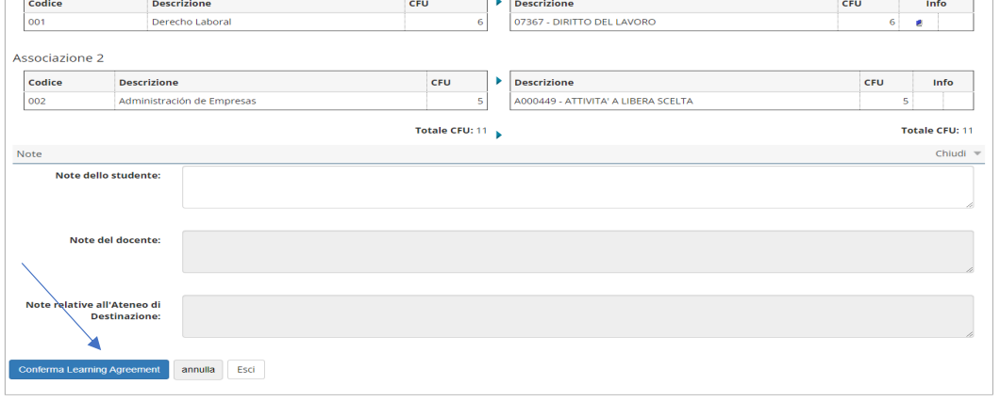 Codice Descrizione CFU Descrizione CFU Info
001 Derecho Laboral 6 07367 - DIRITTO DEL LAVORO 6
Associazione 2
Codice Descrizione CFU Descrizione CFU Info
002 Administración de Empresas 5 A000449 - ATTIVITA' A LIBERA SCELTA 5
Totale CFU: 11 Totale CFU: 11
Note Chiudi
Note dello studente:
Note del docente:
Note relative all'Ateneo di
Destinazione:
Conferma Learning Agreement annulla Esci